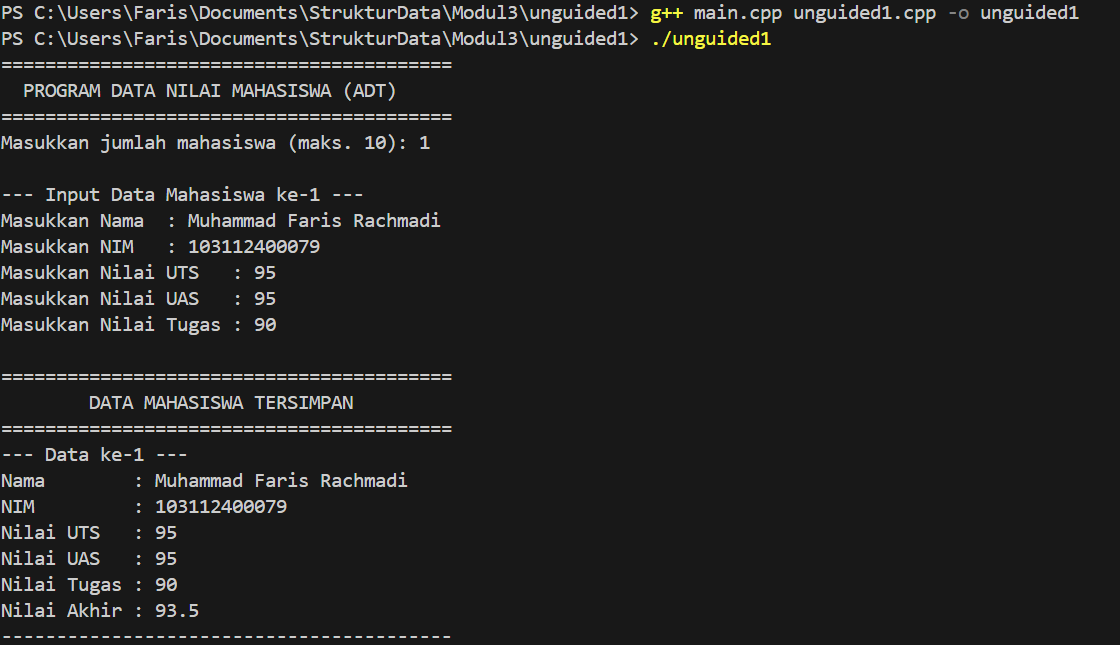 PS C:\Users\Faris\Documents\StrukturData\Modul3\unguided1> g++ main.cpp unguided1.cpp -o unguided1
PS C:\Users\Faris\Documents\StrukturData\Modul3\unguided1> ./unguided1
=========================================
  PROGRAM DATA NILAI MAHASISWA (ADT)
=========================================
Masukkan jumlah mahasiswa (maks. 10): 1

--- Input Data Mahasiswa ke-1 ---
Masukkan Nama  : Muhammad Faris Rachmadi
Masukkan NIM   : 103112400079
Masukkan Nilai UTS   : 95
Masukkan Nilai UAS   : 95
Masukkan Nilai Tugas : 90

=========================================
        DATA MAHASISWA TERSIMPAN
=========================================
--- Data ke-1 ---
Nama        : Muhammad Faris Rachmadi
NIM         : 103112400079
Nilai UTS   : 95
Nilai UAS   : 95
Nilai Tugas : 90
Nilai Akhir : 93.5
-----------------------------------------